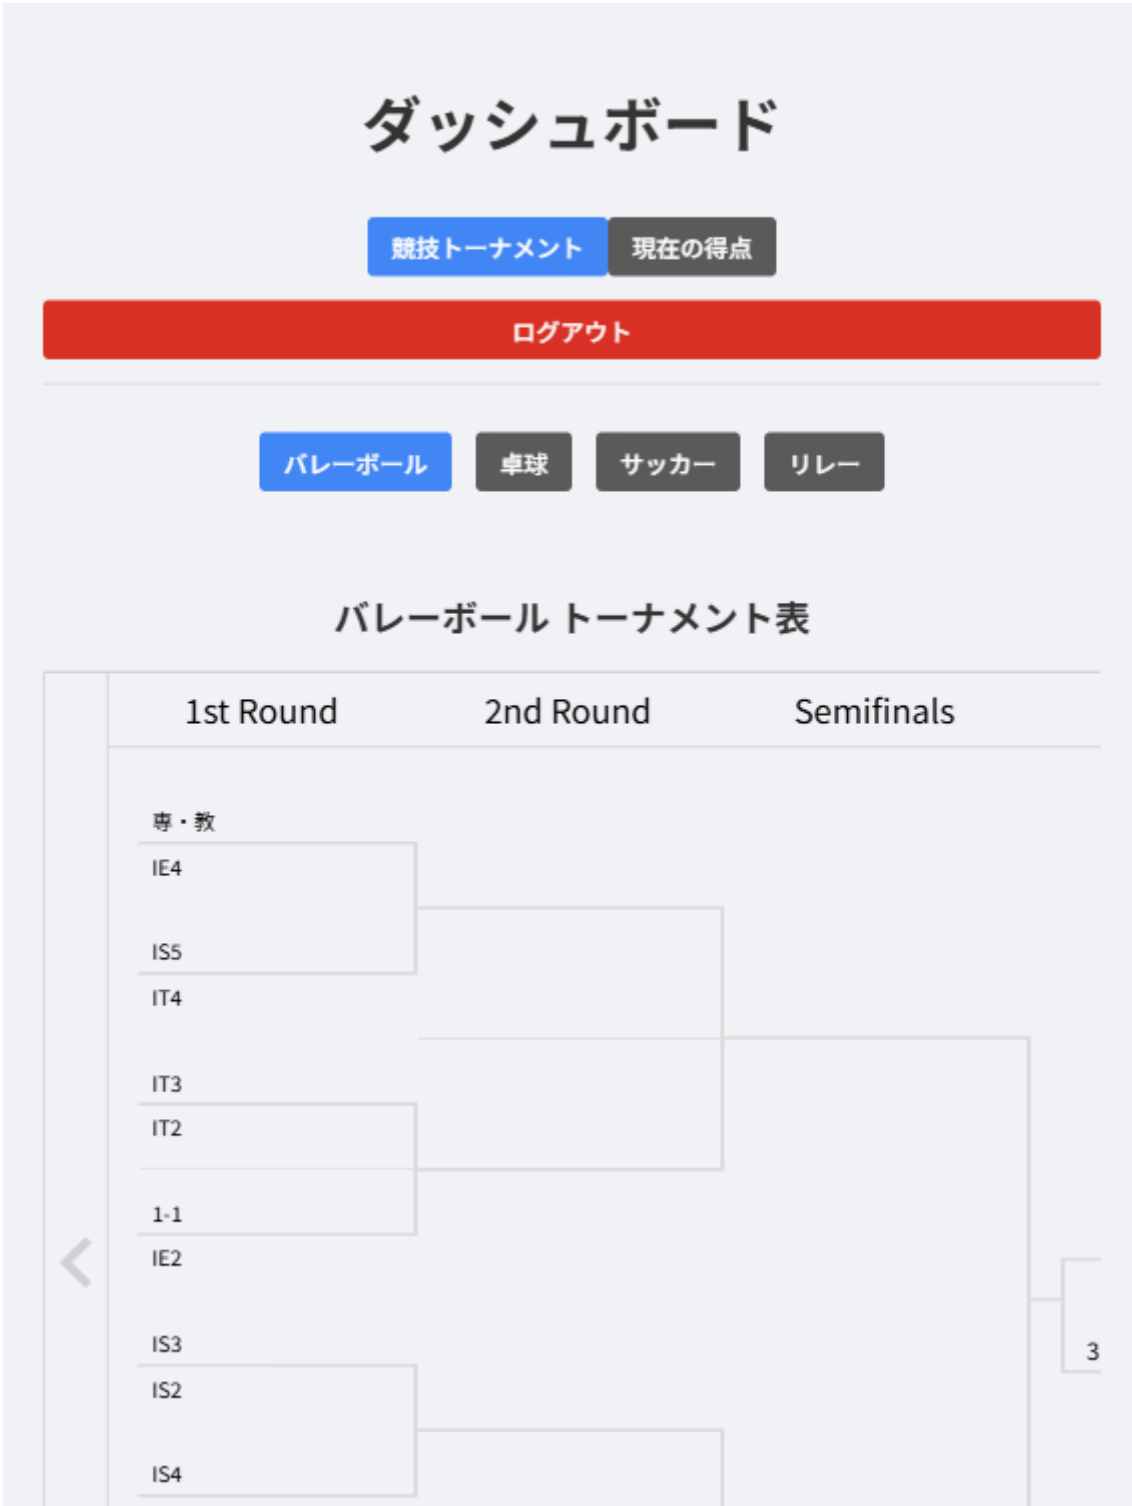 ダッシュボード
競技トーナメント 現在の得点
ログアウト
バレーボール 卓球 サッカー リレー
バレーボール トーナメント表
1st Round 2nd Round Semifinals
専・教
IE4
IS5
IT4
IT3
IT2
1-1
IE2
IS3
3
IS2
IS4